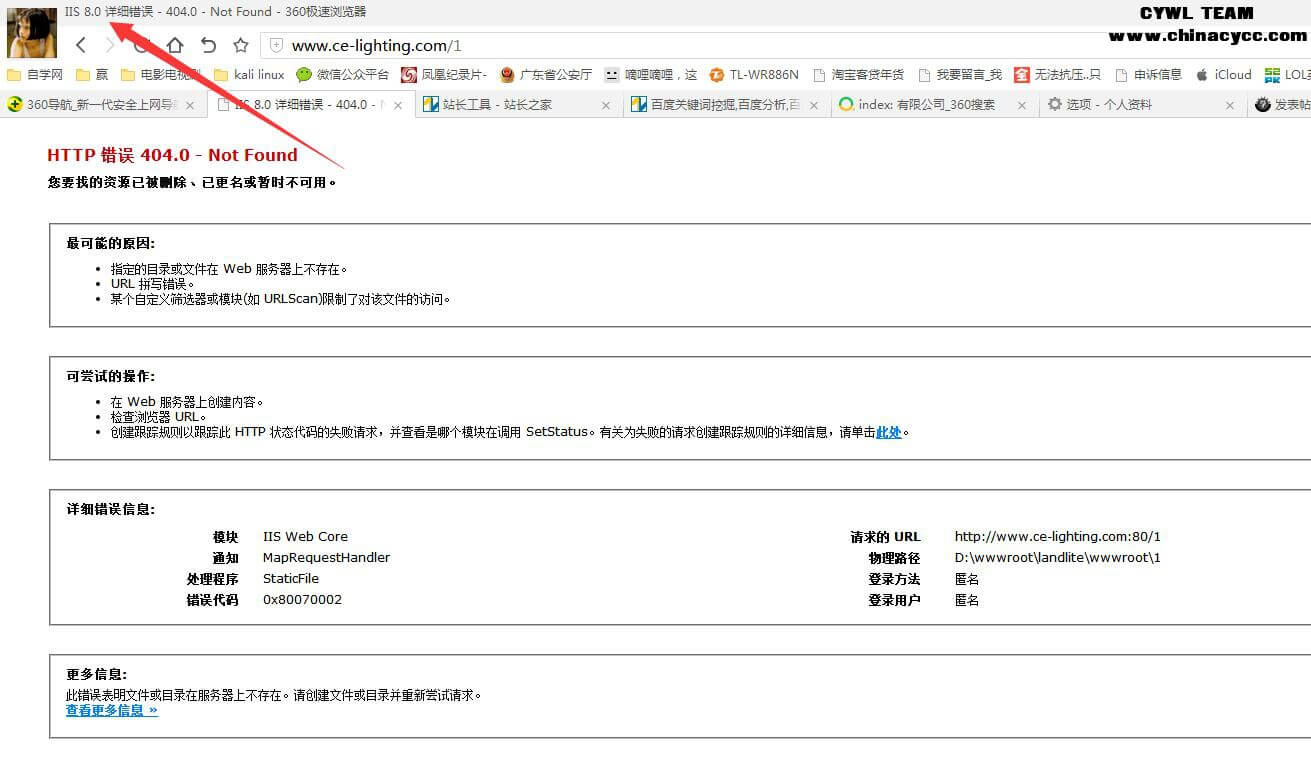 IIS 8.0 详细错误 - 404.0 - Not Found - 360极速浏览器
CYWL TEAM
www.chinacycc.com
www.ce-lighting.com/1
自学网 赢 电影电视剧 kali linux 微信公众平台 凤凰纪录片- 广东省公安厅 嘀哩嘀哩，这 TL-WR886N 淘宝客贷年货 我要留言_我 无法抗压..只 申诉信息 iCloud LOL
360导航_新一代安全上网导 IIS 8.0 详细错误 - 404.0 - 站长工具 - 站长之家 百度关键词挖掘,百度分析,百 index: 有限公司_360搜索 选项 - 个人资料 发表帖
HTTP 错误 404.0 - Not Found
您要找的资源已被删除、已更名或暂时不可用。
最可能的原因:
• 指定的目录或文件在 Web 服务器上不存在。
• URL 拼写错误。
• 某个自定义筛选器或模块(如 URLScan)限制了对该文件的访问。
可尝试的操作:
• 在 Web 服务器上创建内容。
• 检查浏览器 URL。
• 创建跟踪规则以跟踪此 HTTP 状态代码的失败请求，并查看是哪个模块在调用 SetStatus。有关为失败的请求创建跟踪规则的详细信息，请单击此处。
详细错误信息:
模块 IIS Web Core 请求的 URL http://www.ce-lighting.com:80/1
通知 MapRequestHandler 物理路径 D:\wwwroot\landlite\wwwroot\1
处理程序 StaticFile 登录方法 匿名
错误代码 0x80070002 登录用户 匿名
更多信息:
此错误表明文件或目录在服务器上不存在。请创建文件或目录并重新尝试请求。
查看更多信息 »